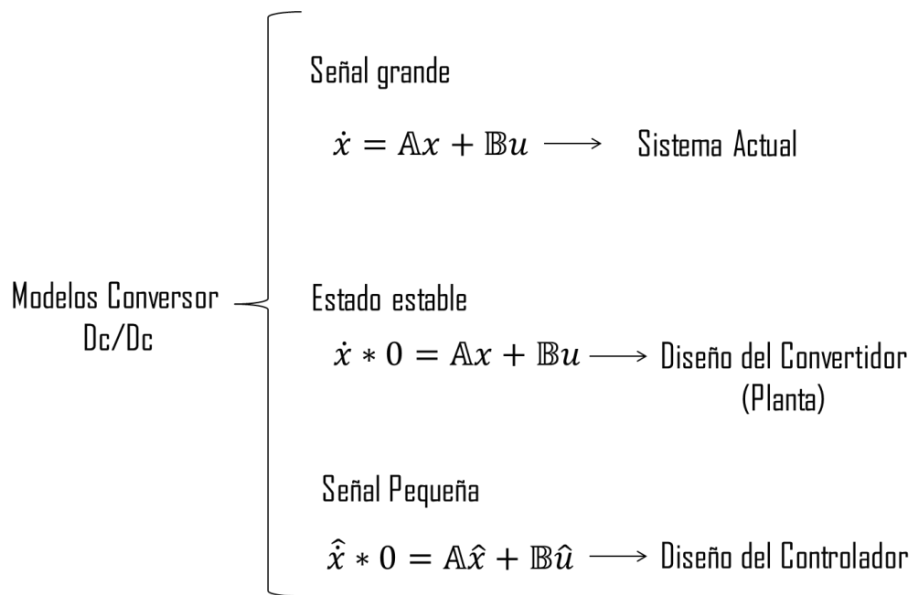 Señal grande
ẋ = 𝔸x + 𝔹u ⟶ Sistema Actual
Modelos Conversor
Dc/Dc
Estado estable
ẋ * 0 = 𝔸x + 𝔹u ⟶ Diseño del Convertidor
(Planta)
Señal Pequeña
ẋ̂ * 0 = 𝔸x̂ + 𝔹û ⟶ Diseño del Controlador